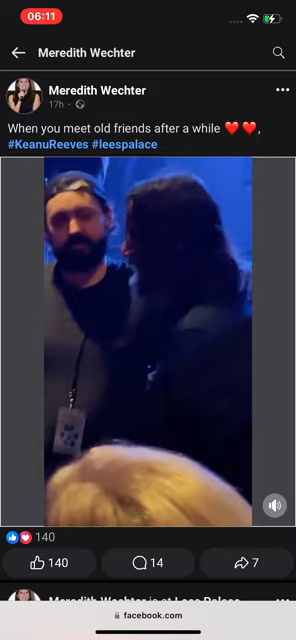 06:11
Meredith Wechter
Meredith Wechter
17h ·
When you meet old friends after a while ❤️❤️,
#KeanuReeves #leespalace
140
140
14
7
Meredith Wechter is at Lees Palace
facebook.com